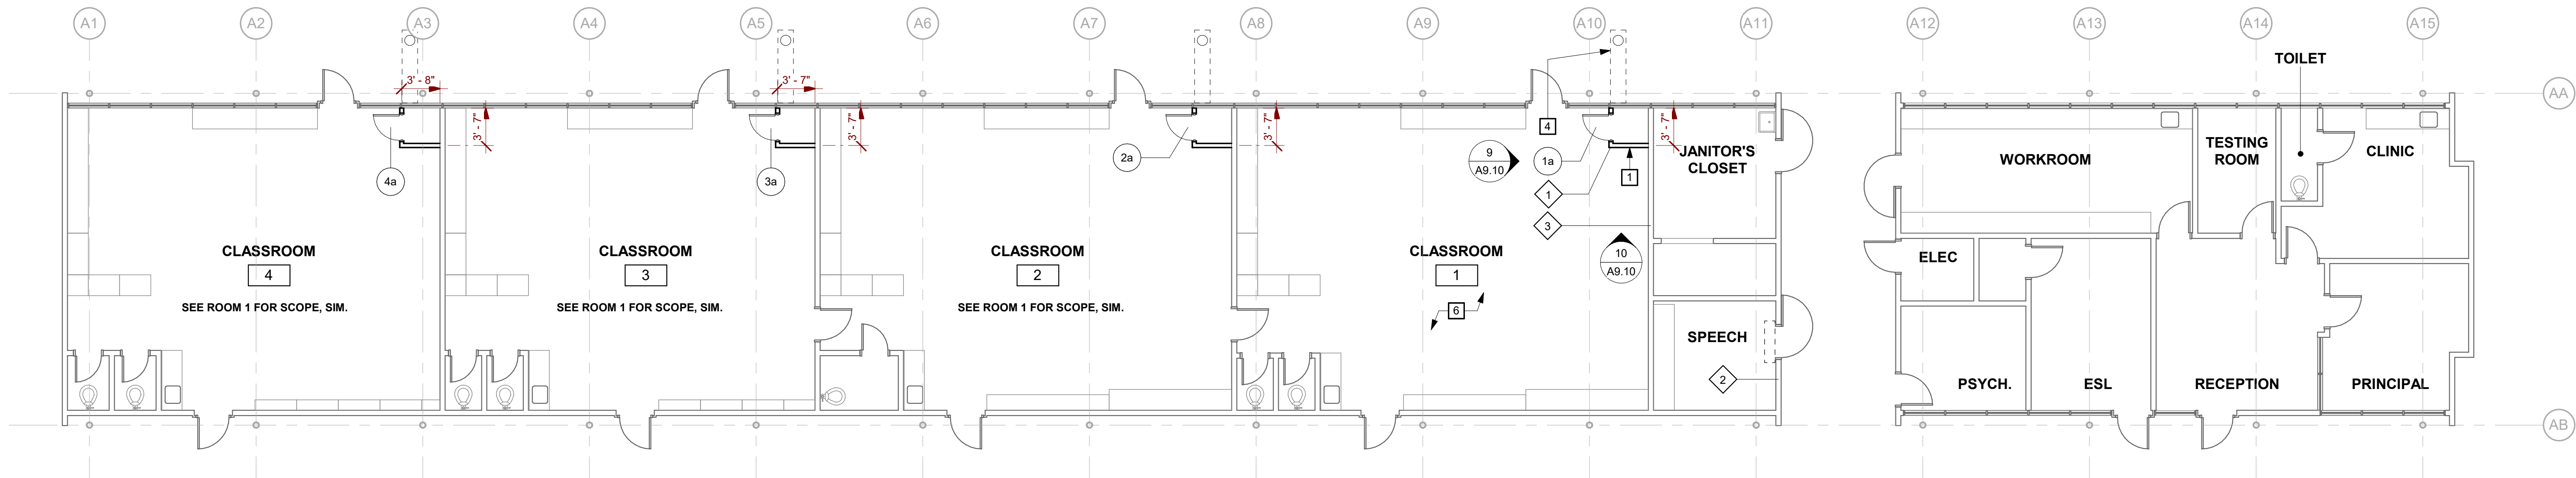 A1 A2 A3 A4 A5 A6 A7 A8 A9 A10 A11 A12 A13 A14 A15
TOILET
3' - 8"
3' - 7"
AA
3' - 7"
3' - 7"
3' - 7"
3' - 7"
4
4a
3a
2a
9
A9.10
1a
1
1
3
JANITOR'S
CLOSET
WORKROOM
TESTING
ROOM
CLINIC
CLASSROOM
4
SEE ROOM 1 FOR SCOPE, SIM.
CLASSROOM
3
SEE ROOM 1 FOR SCOPE, SIM.
CLASSROOM
2
SEE ROOM 1 FOR SCOPE, SIM.
CLASSROOM
1
6
10
A9.10
ELEC
SPEECH
2
PSYCH.
ESL
RECEPTION
PRINCIPAL
AB